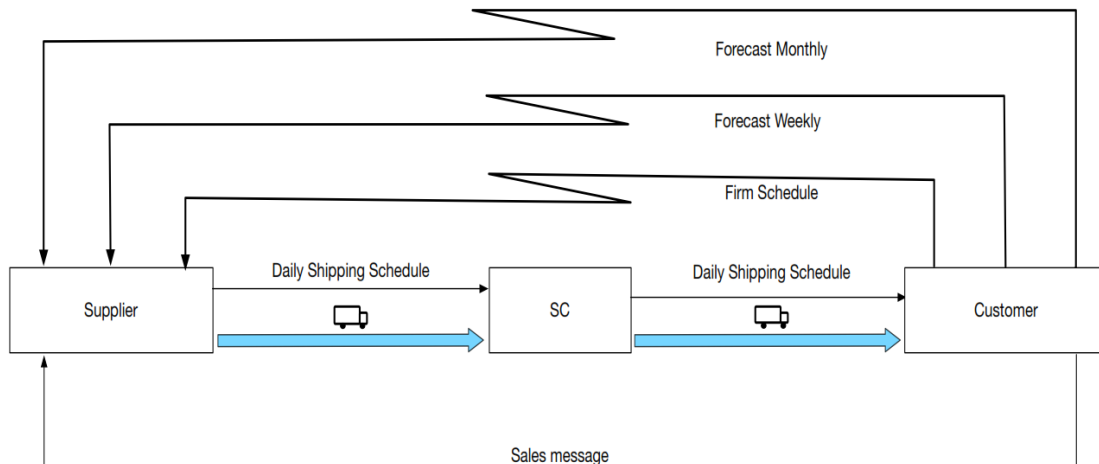 Forecast Monthly
Forecast Weekly
Firm Schedule
Daily Shipping Schedule
Daily Shipping Schedule
Supplier
SC
Customer
Sales message